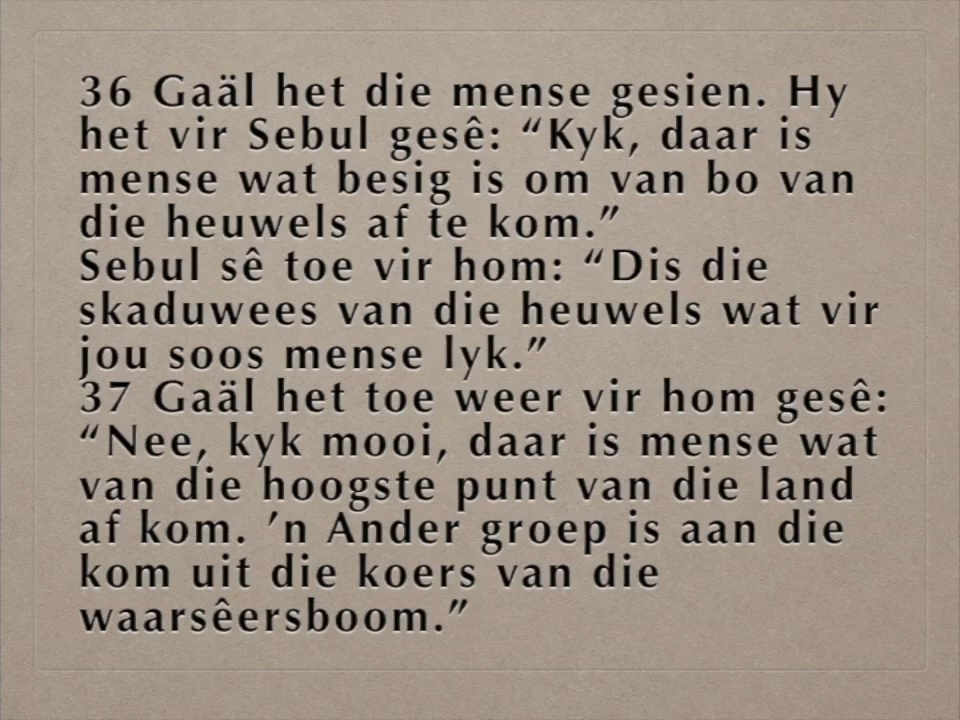 36 Gaäl het die mense gesien. Hy
het vir Sebul gesê: “Kyk, daar is
mense wat besig is om van bo van
die heuwels af te kom.”
Sebul sê toe vir hom: “Dis die
skaduwees van die heuwels wat vir
jou soos mense lyk.”
37 Gaäl het toe weer vir hom gesê:
“Nee, kyk mooi, daar is mense wat
van die hoogste punt van die land
af kom. ’n Ander groep is aan die
kom uit die koers van die
waarsêersboom.”